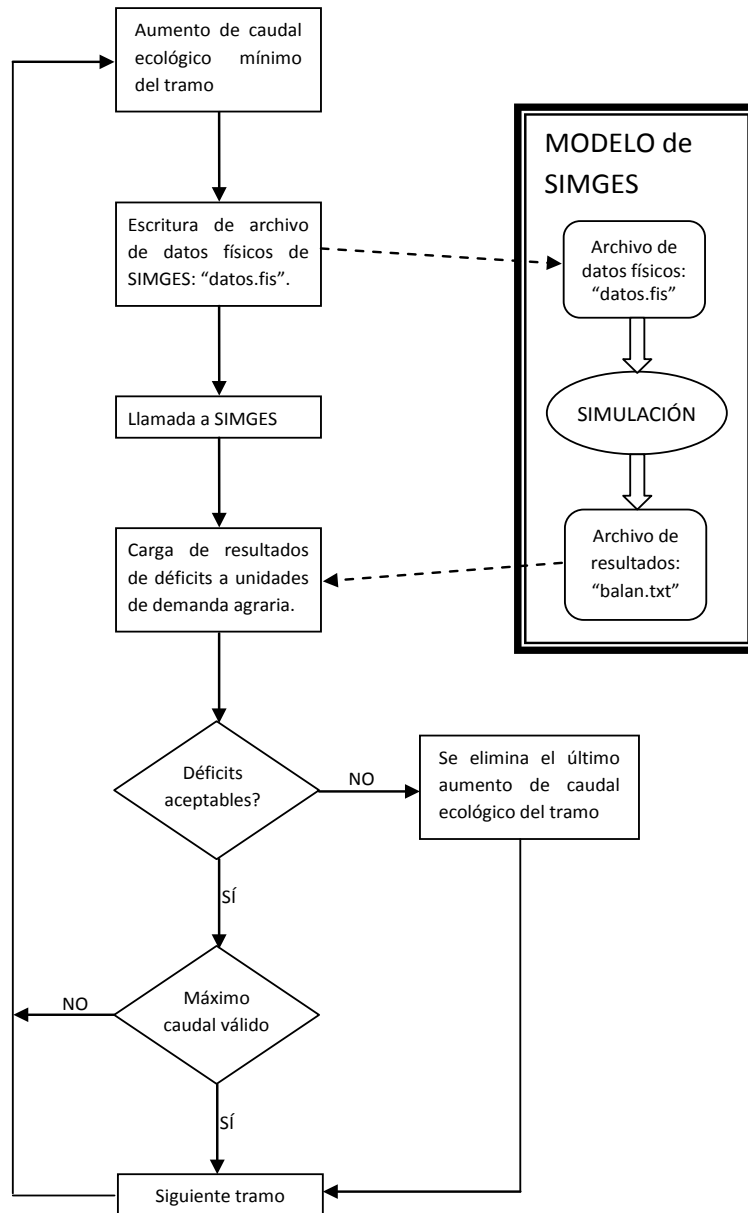 Aumento de caudal
ecológico mínimo
del tramo
MODELO de
SIMGES
Escritura de archivo
de datos físicos de
SIMGES: “datos.fis”.
Archivo de
datos físicos:
“datos.fis”
Llamada a SIMGES
SIMULACIÓN
Carga de resultados
de déficits a unidades
de demanda agraria.
Archivo de
resultados:
“balan.txt”
Déficits
aceptables?
NO
Se elimina el último
aumento de caudal
ecológico del tramo
SÍ
Máximo
caudal válido
NO
SÍ
Siguiente tramo